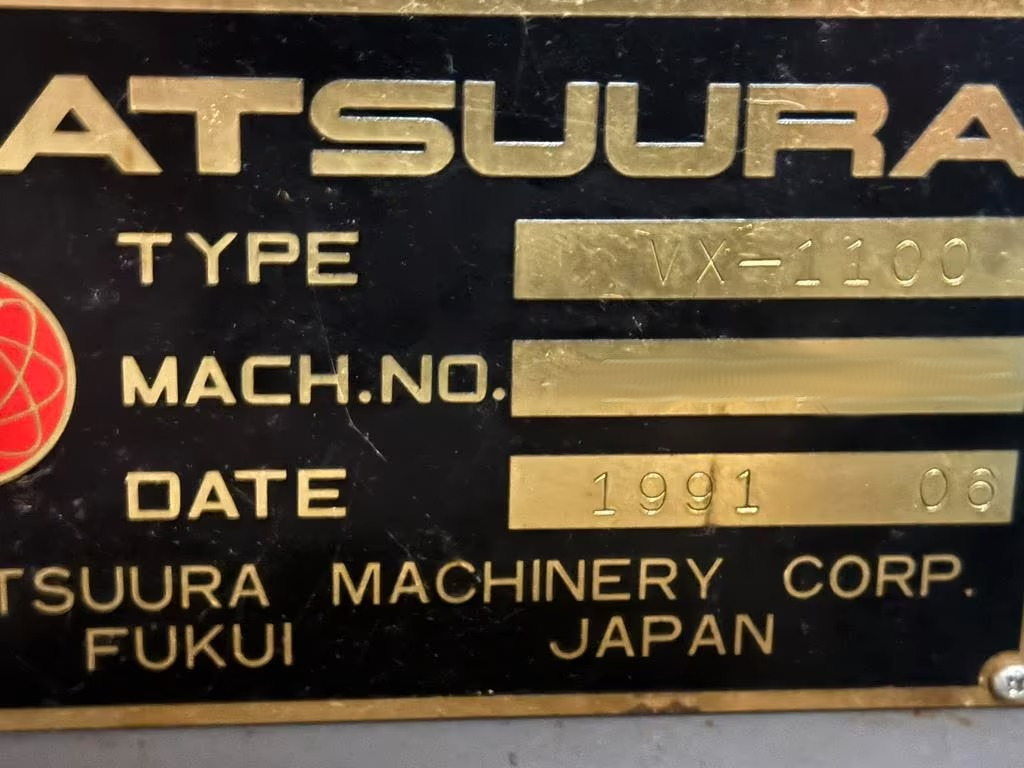 ATSUURA
TYPE VX-1100
MACH.NO.
DATE 1991 06
TSUURA MACHINERY CORP.
FUKUI JAPAN